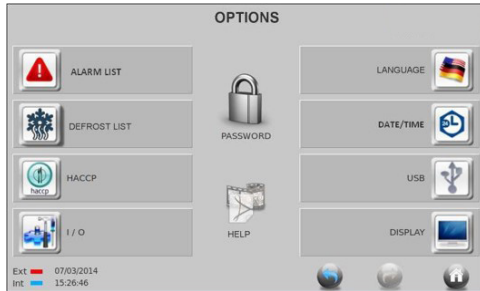 OPTIONS
ALARM LIST
LANGUAGE
DEFROST LIST
PASSWORD
DATE/TIME
HACCP
haccp
USB
I / O
HELP
DISPLAY
Ext 07/03/2014
Int 15:26:46